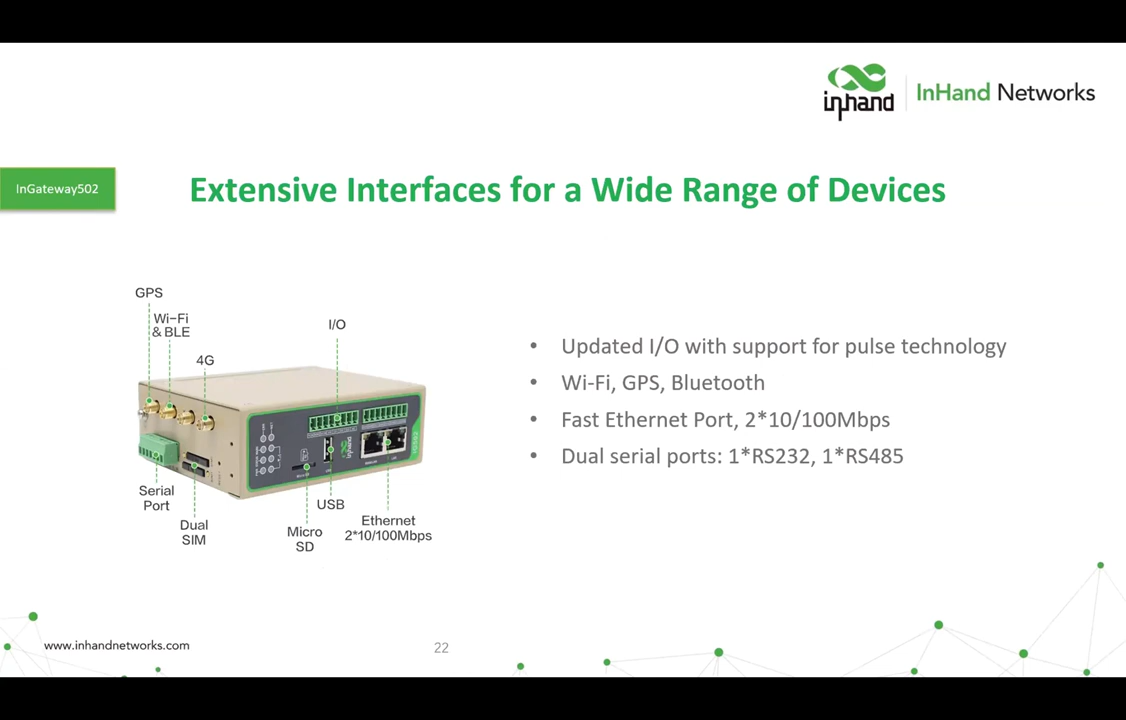 inhand
InHand Networks
InGateway502
Extensive Interfaces for a Wide Range of Devices
GPS
Wi-Fi
& BLE
4G
I/O
Serial
Port
Dual
SIM
Micro
SD
USB
Ethernet
2*10/100Mbps
inhand
• Updated I/O with support for pulse technology
• Wi-Fi, GPS, Bluetooth
• Fast Ethernet Port, 2*10/100Mbps
• Dual serial ports: 1*RS232, 1*RS485
www.inhandnetworks.com
22